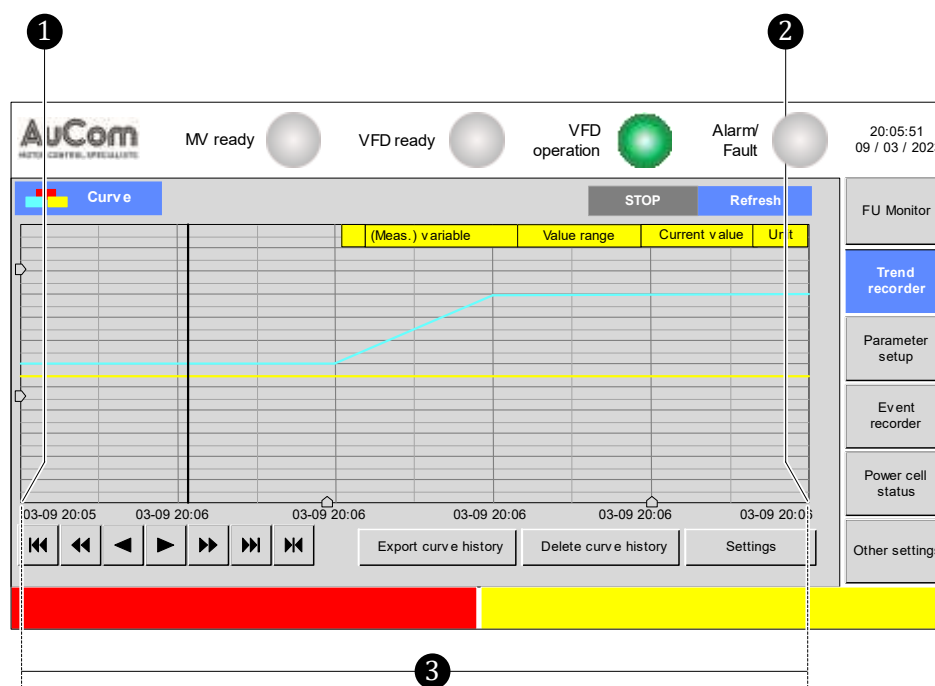 1
2
AuCom
MOTOR CONTROL SPECIALISTS
MV ready
VFD ready
VFD
operation
Alarm/
Fault
20:05:51
09 / 03 / 202
Curve
STOP
Refresh
FU Monitor
(Meas.) variable
Value range
Current value
Unit
Trend
recorder
Parameter
setup
Event
recorder
Power cell
status
03-09 20:05
03-09 20:06
03-09 20:06
03-09 20:06
03-09 20:06
03-09 20:06
Export curve history
Delete curve history
Settings
Other setting
3